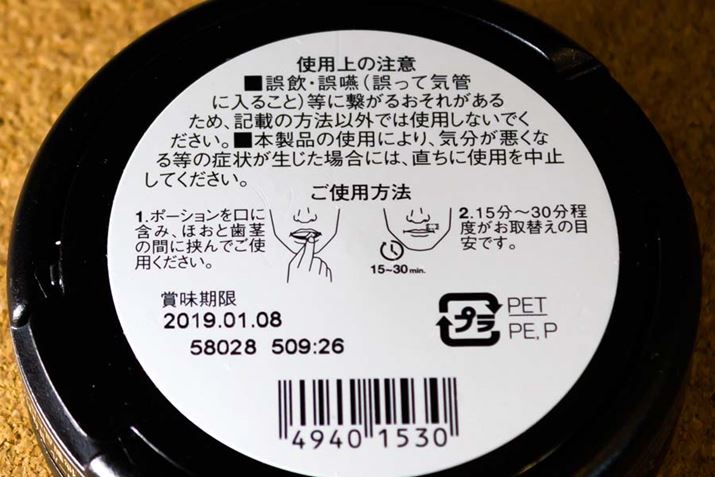 使用上の注意
■誤飲・誤嚥(誤って気管
に入ること)等に繋がるおそれがある
ため、記載の方法以外では使用しないでく
ださい。■本製品の使用により、気分が悪くな
る等の症状が生じた場合には、直ちに使用を中止
してください。
ご使用方法
1.ポーションを口に
含み、ほおと歯茎
の間に挟んでご使
用ください。
15~30min.
2.15分～30分程
度がお取替えの目
安です。
賞味期限
2019.01.08
58028 509:26
プラ
PET
PE, P
4940 1530